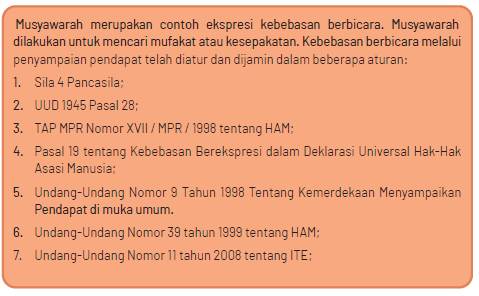 Musyawarah merupakan contoh ekspresi kebebasan berbicara. Musyawarah
dilakukan untuk mencari mufakat atau kesepakatan. Kebebasan berbicara melalui
penyampaian pendapat telah diatur dan dijamin dalam beberapa aturan:
1. Sila 4 Pancasila;
2. UUD 1945 Pasal 28;
3. TAP MPR Nomor XVII / MPR / 1998 tentang HAM;
4. Pasal 19 tentang Kebebasan Berekspresi dalam Deklarasi Universal Hak-Hak
Asasi Manusia;
5. Undang-Undang Nomor 9 Tahun 1998 Tentang Kemerdekaan Menyampaikan
Pendapat di muka umum.
6. Undang-Undang Nomor 39 tahun 1999 tentang HAM;
7. Undang-Undang Nomor 11 tahun 2008 tentang ITE;